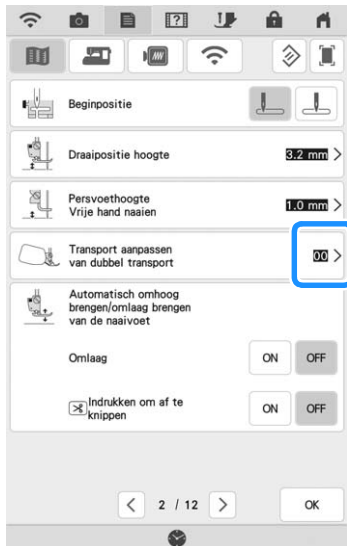 Beginpositie
Draaipositie hoogte
3.2 mm >
Persvoethoogte
Vrije hand naaien
1.0 mm >
Transport aanpassen
van dubbel transport
00 >
Automatisch omhoog
brengen/omlaag brengen
van de naaivoet
Omlaag
ON OFF
Indrukken om af te
knippen
ON OFF
< 2 / 12 >
OK